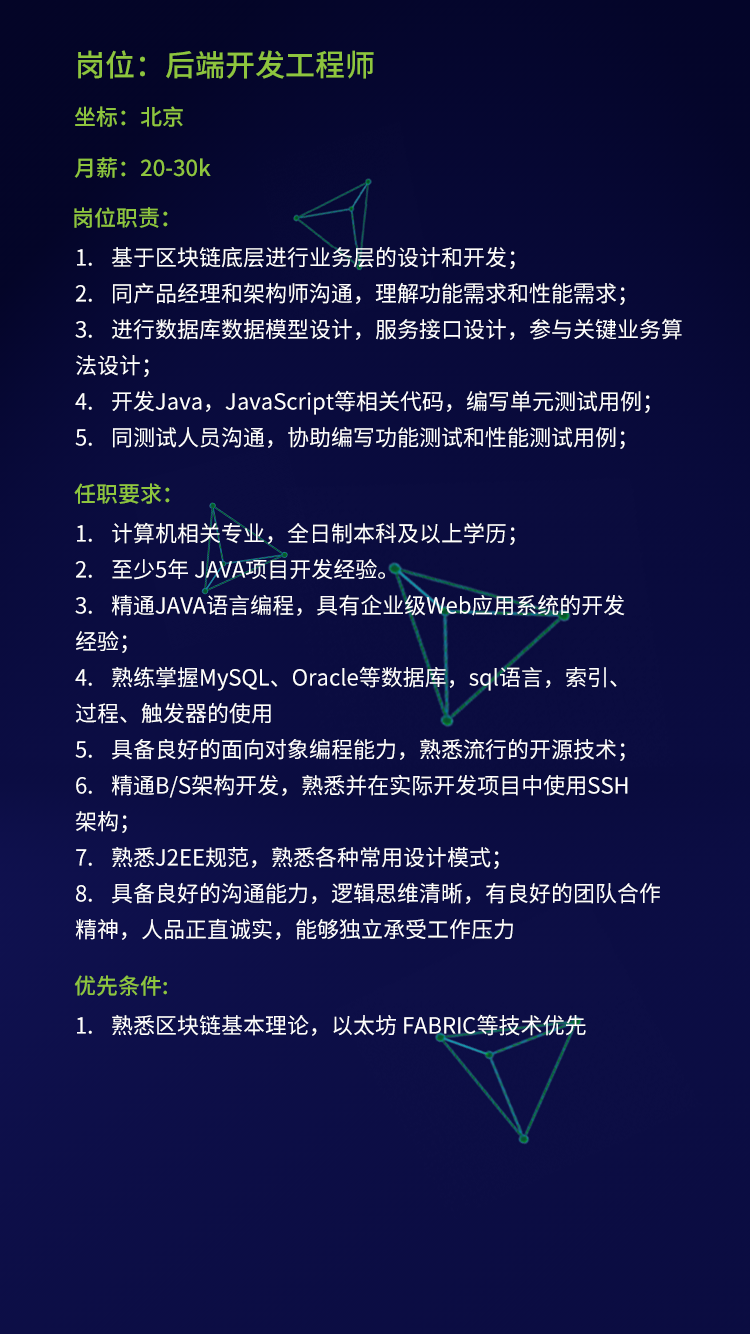 岗位：后端开发工程师
坐标：北京
月薪：20-30k
岗位职责：
1. 基于区块链底层进行业务层的设计和开发；
2. 同产品经理和架构师沟通，理解功能需求和性能需求；
3. 进行数据库数据模型设计，服务接口设计，参与关键业务算
法设计；
4. 开发Java，JavaScript等相关代码，编写单元测试用例；
5. 同测试人员沟通，协助编写功能测试和性能测试用例；
任职要求：
1. 计算机相关专业，全日制本科及以上学历；
2. 至少5年 JAVA项目开发经验。
3. 精通JAVA语言编程，具有企业级Web应用系统的开发
经验；
4. 熟练掌握MySQL、Oracle等数据库，sql语言，索引、
过程、触发器的使用
5. 具备良好的面向对象编程能力，熟悉流行的开源技术；
6. 精通B/S架构开发，熟悉并在实际开发项目中使用SSH
架构；
7. 熟悉J2EE规范，熟悉各种常用设计模式；
8. 具备良好的沟通能力，逻辑思维清晰，有良好的团队合作
精神，人品正直诚实，能够独立承受工作压力
优先条件:
1. 熟悉区块链基本理论，以太坊 FABRIC等技术优先